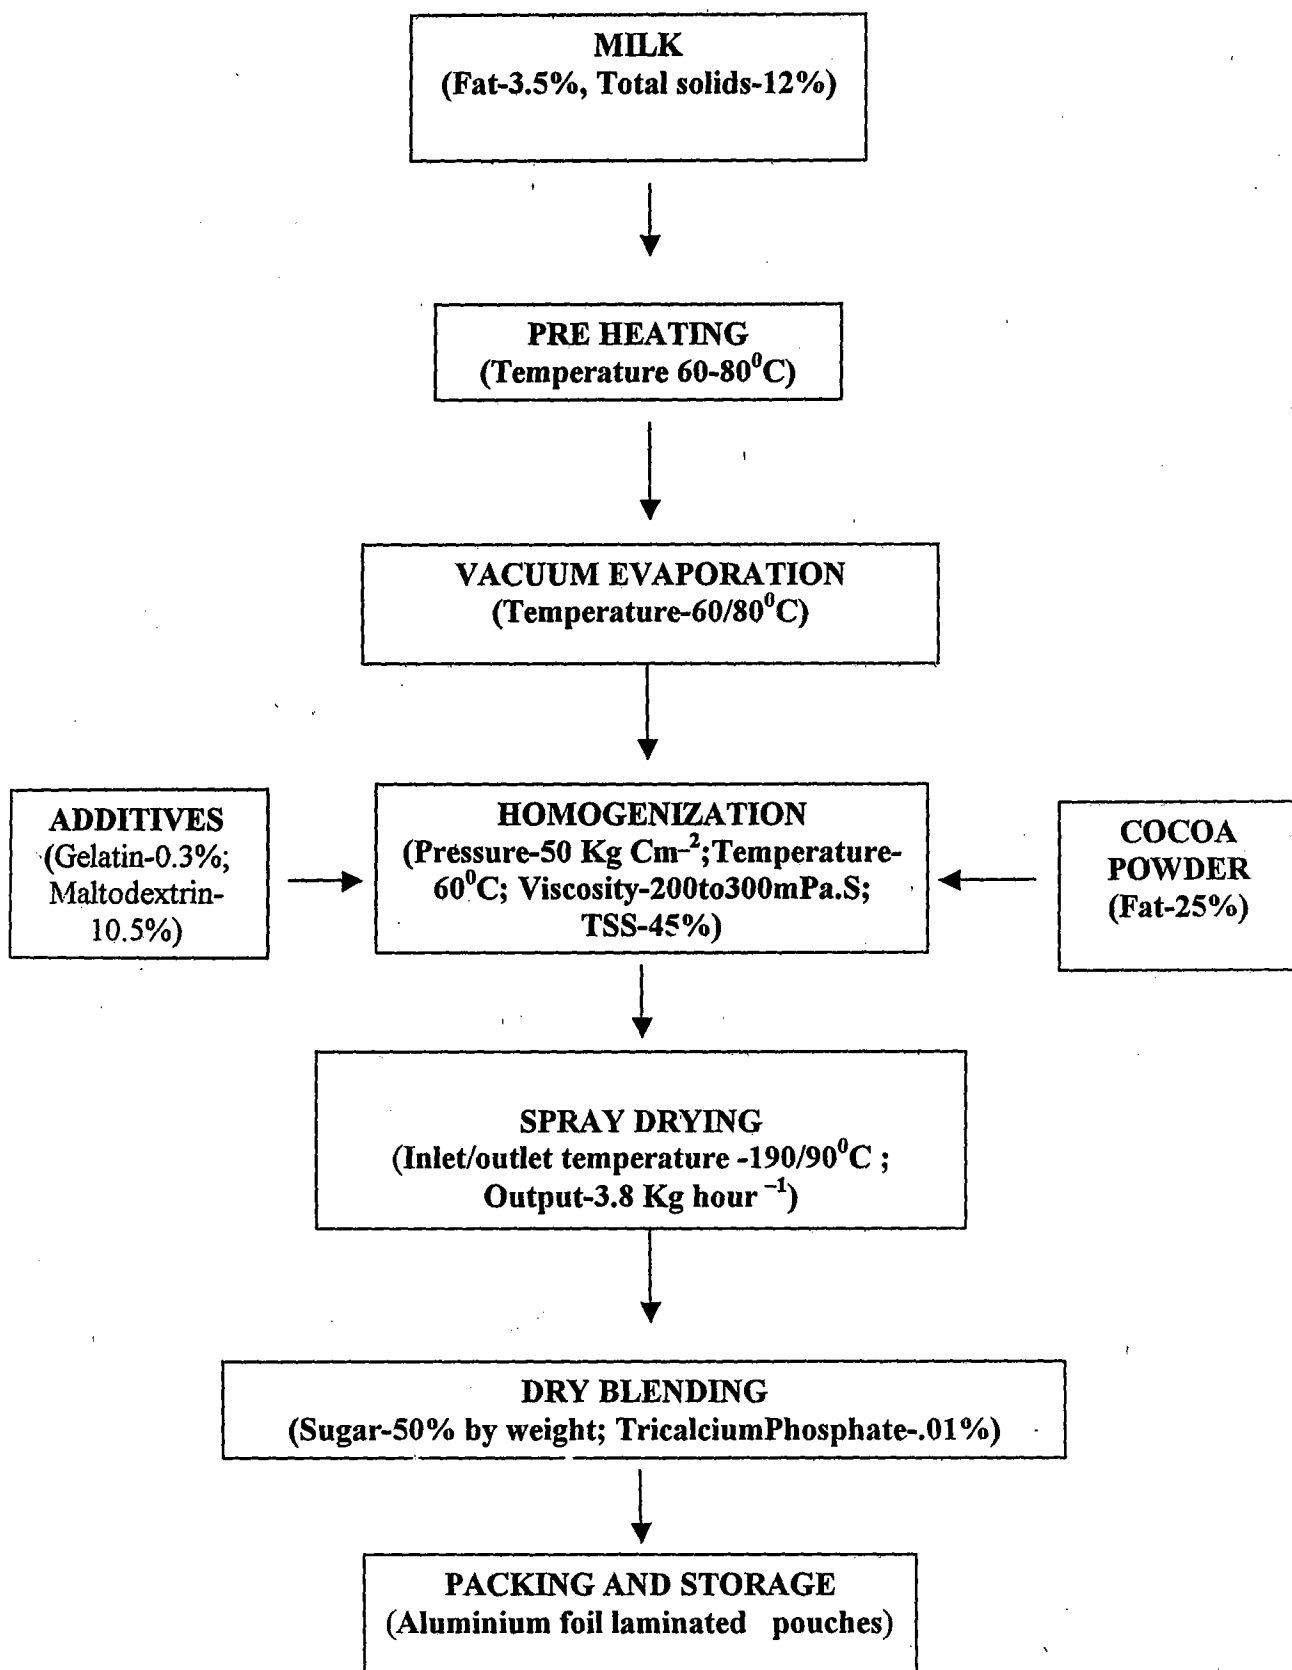 MILK
(Fat-3.5%, Total solids-12%)
PRE HEATING
(Temperature 60-80⁰C)
VACUUM EVAPORATION
(Temperature-60/80⁰C)
ADDITIVES
(Gelatin-0.3%;
Maltodextrin-
10.5%)
HOMOGENIZATION
(Pressure-50 Kg Cm⁻²;Temperature-
60⁰C; Viscosity-200to300mPa.S;
TSS-45%)
COCOA
POWDER
(Fat-25%)
SPRAY DRYING
(Inlet/outlet temperature -190/90⁰C ;
Output-3.8 Kg hour ⁻¹)
DRY BLENDING
(Sugar-50% by weight; TricalciumPhosphate-.01%)
PACKING AND STORAGE
(Aluminium foil laminated pouches)